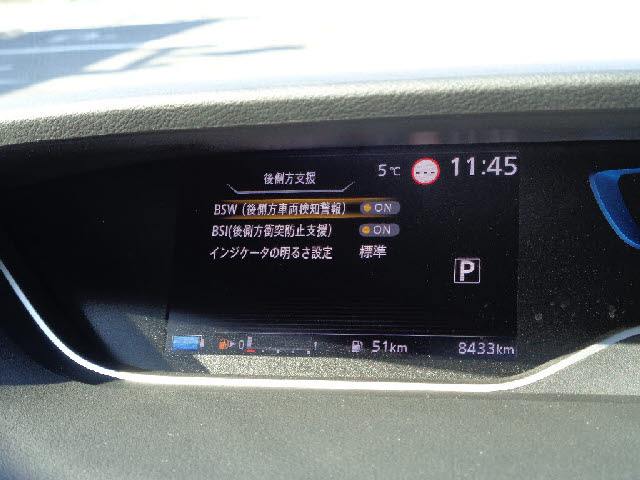 5℃ 11:45
後側方支援
BSW (後側方車両検知警報) ON
BSI(後側方衝突防止支援) ON
インジケータの明るさ設定 標準
P
0 1 51km 8433km